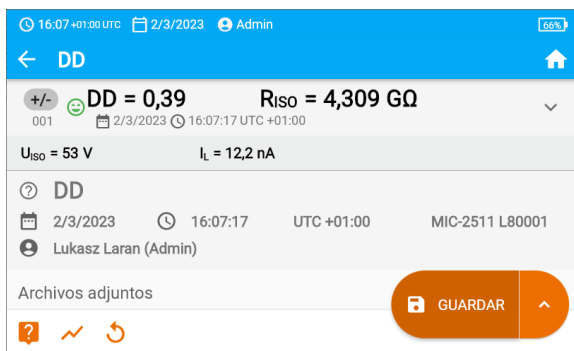 16:07 +01:00 UTC 2/3/2023 Admin 66%
DD
+/- DD = 0,39 RISO = 4,309 GΩ
001 2/3/2023 16:07:17 UTC +01:00
UISO = 53 V IL = 12,2 nA
DD
2/3/2023 16:07:17 UTC +01:00 MIC-2511 L80001
Lukasz Laran (Admin)
Archivos adjuntos
GUARDAR